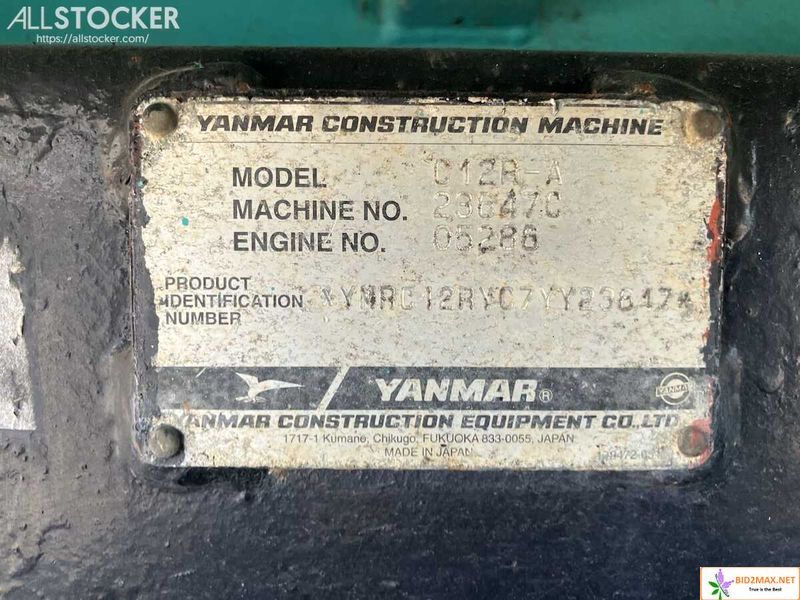 ALLSTOCKER
https://allstocker.com/
YANMAR CONSTRUCTION MACHINE
MODEL C12R-A
MACHINE NO. 23647C
ENGINE NO. 05286
PRODUCT
IDENTIFICATION
NUMBER
*YMRC12RYC7YY23647*
YANMAR®
YANMAR
YANMAR CONSTRUCTION EQUIPMENT CO., LTD.
1717-1 Kumano, Chikugo, FUKUOKA 833-0055, JAPAN
MADE IN JAPAN
BID2MAX.NET
True is the Best